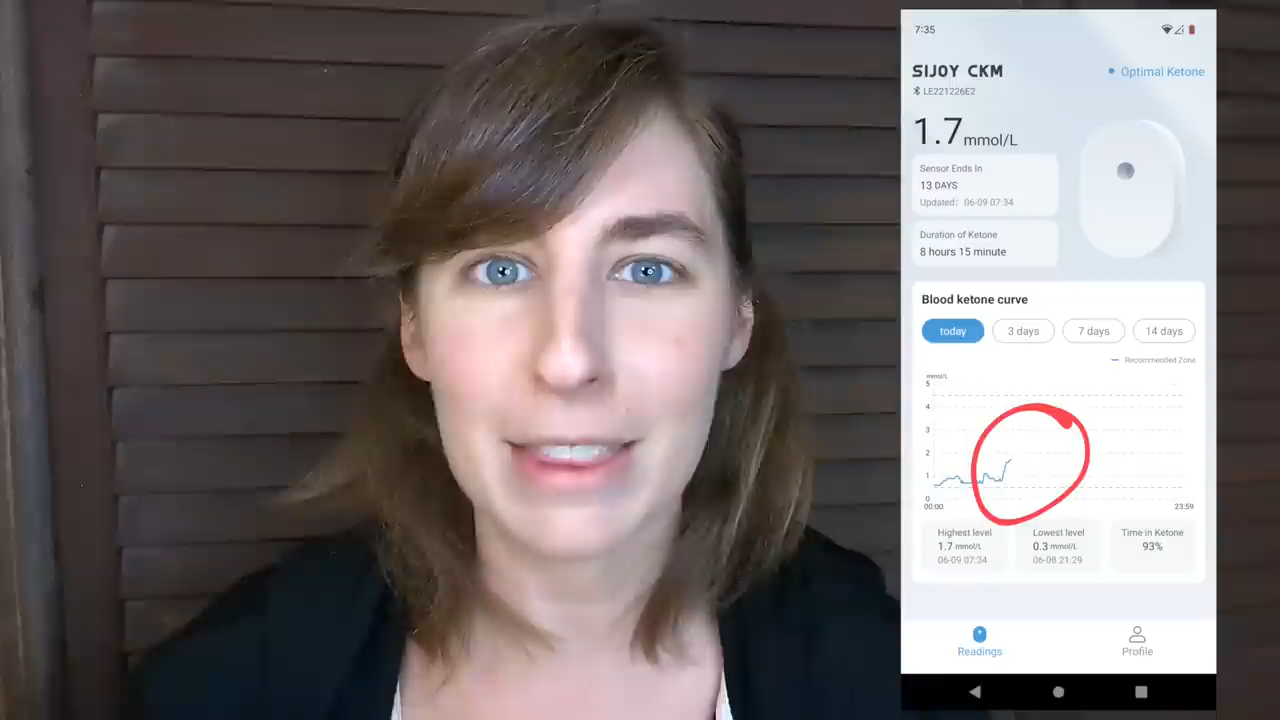 7:35
SIJOY CKM
Optimal Ketone
LE221226E2
1.7 mmol/L
Sensor Ends In
13 DAYS
Updated: 06-09 07:34
Duration of Ketone
8 hours 15 minute
Blood ketone curve
today 3 days 7 days 14 days
Recommended Zone
mmol/L
5
4
3
2
1
0
00:00 23:59
Highest level Lowest level Time in Ketone
1.7 mmol/L 0.3 mmol/L 93%
06-09 07:34 06-08 21:29
Readings Profile